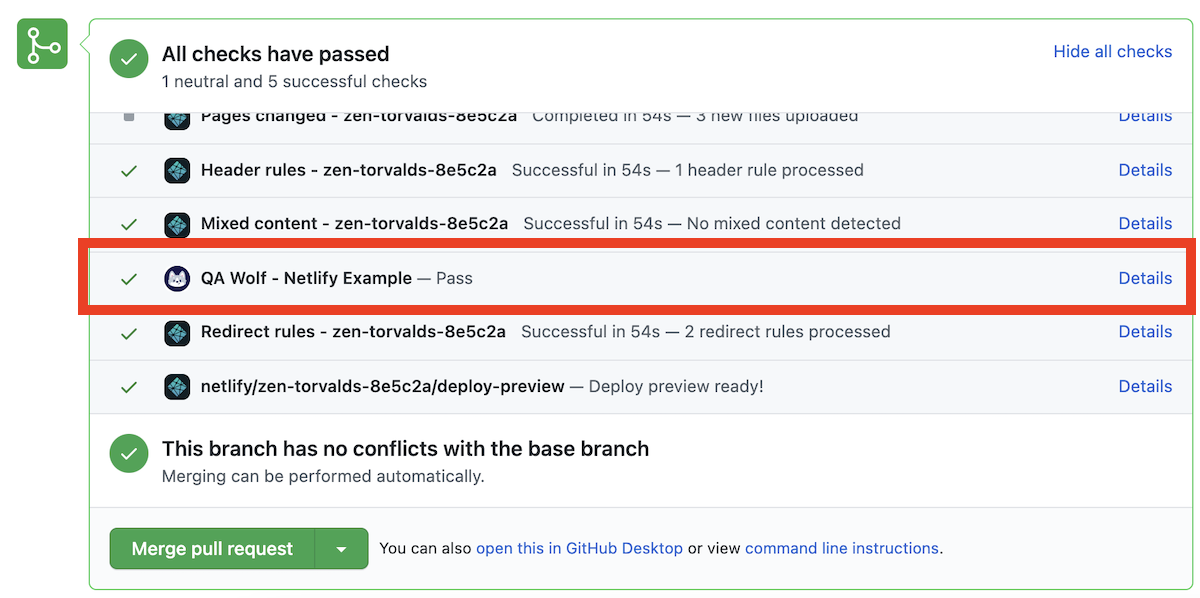 All checks have passed
Hide all checks
1 neutral and 5 successful checks
Pages changed - zen-torvalds-8e5c2a Completed in 54s — 3 new files uploaded Details
Header rules - zen-torvalds-8e5c2a Successful in 54s — 1 header rule processed Details
Mixed content - zen-torvalds-8e5c2a Successful in 54s — No mixed content detected Details
QA Wolf - Netlify Example — Pass Details
Redirect rules - zen-torvalds-8e5c2a Successful in 54s — 2 redirect rules processed Details
netlify/zen-torvalds-8e5c2a/deploy-preview — Deploy preview ready! Details
This branch has no conflicts with the base branch
Merging can be performed automatically.
Merge pull request You can also open this in GitHub Desktop or view command line instructions.